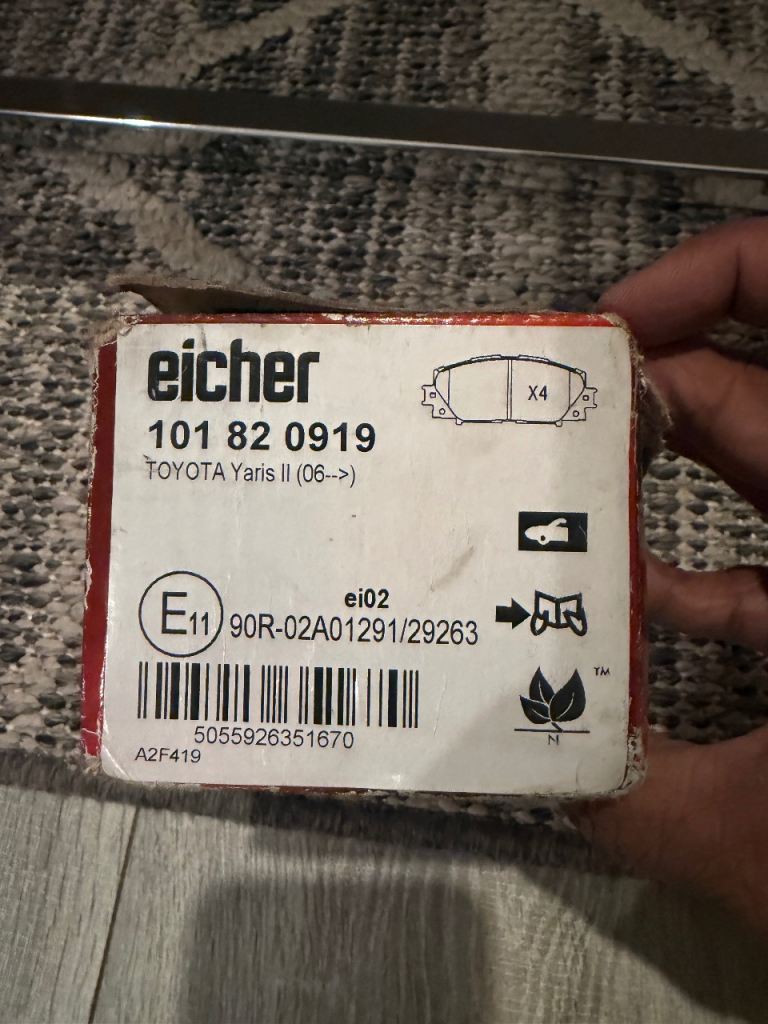 eicher
X4
101 82 0919
TOYOTA Yaris II (06-->)
ei02
E11 90R-02A01291/29263
TM
5055926351670
N
A2F419